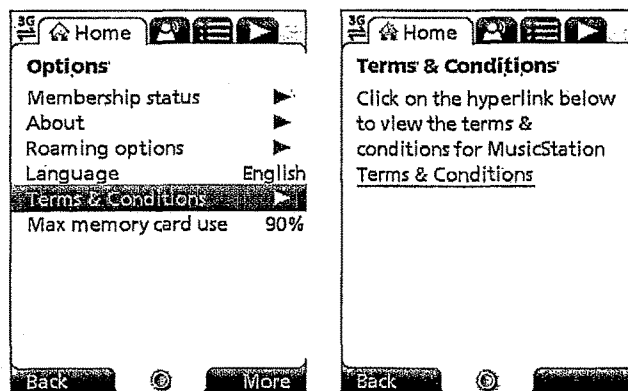 3G
Home
Options
Membership status
About
Roaming options
Language English
Terms & Conditions
Max memory card use 90%
Back More
3G
Home
Terms & Conditions
Click on the hyperlink below
to view the terms &
conditions for MusicStation
Terms & Conditions
Back